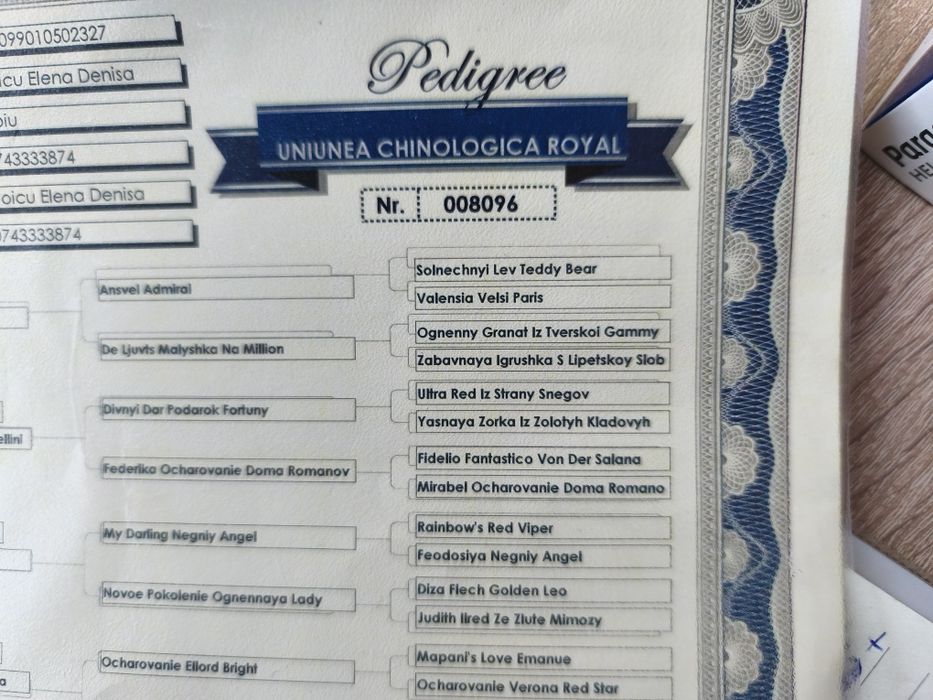 099010502327
Pedigree
icu Elena Denisa
oiu
UNIUNEA CHINOLOGICA ROYAL
743333874
oicu Elena Denisa
Nr. 008096
0743333874
Solnechnyi Lev Teddy Bear
Ansvel Admiral
Valensia Velsi Paris
Ognenny Granat Iz Tverskoi Gammy
De Ljuvts Malyshka Na Million
Zabavnaya Igrushka S Lipetskoy Slob
Ultra Red Iz Strany Snegov
Divnyi Dar Podarok Fortuny
Yasnaya Zorka Iz Zolotyh Kladovyh
ellini
Fidelio Fantastico Von Der Salana
Federika Ocharovanie Doma Romanov
Mirabel Ocharovanie Doma Romano
Rainbow's Red Viper
My Darling Negniy Angel
Feodosiya Negniy Angel
Diza Flech Golden Leo
Novoe Pokolenie Ognennaya Lady
Judith Ilred Ze Zlute Mimozy
Mapani's Love Emanue
Ocharovanie Ellord Bright
a
Ocharovanie Verona Red Star
Para
HEL